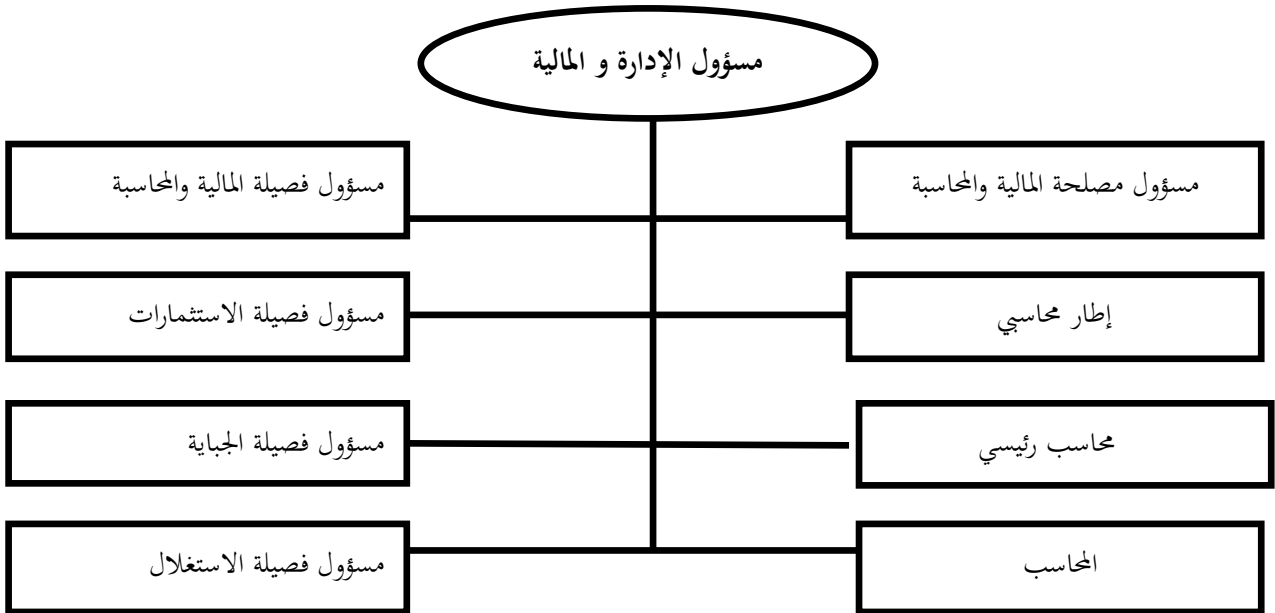 مسؤول الإدارة و المالية
مسؤول مصلحة المالية والمحاسبة
مسؤول فصيلة المالية والمحاسبة
إطار محاسبي
مسؤول فصيلة الاستثمارات
محاسب رئيسي
مسؤول فصيلة الجباية
المحاسب
مسؤول فصيلة الاستغلال